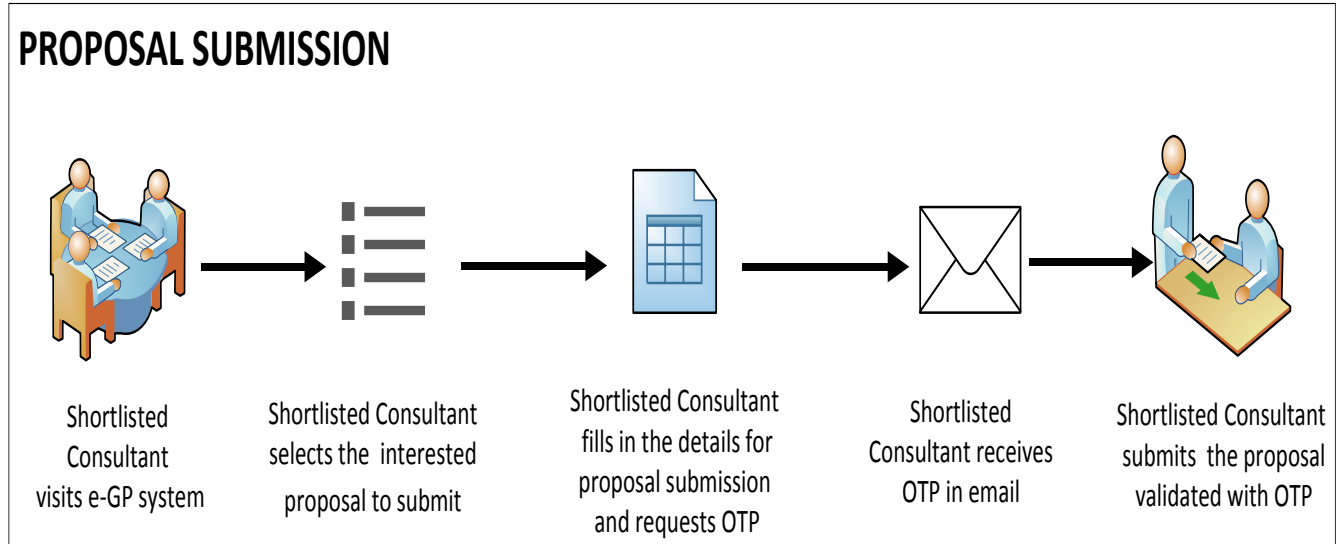 PROPOSAL SUBMISSION
Shortlisted
Consultant
visits e-GP system
Shortlisted Consultant
selects the interested
proposal to submit
Shortlisted Consultant
fills in the details for
proposal submission
and requests OTP
Shortlisted
Consultant receives
OTP in email
Shortlisted Consultant
submits the proposal
validated with OTP